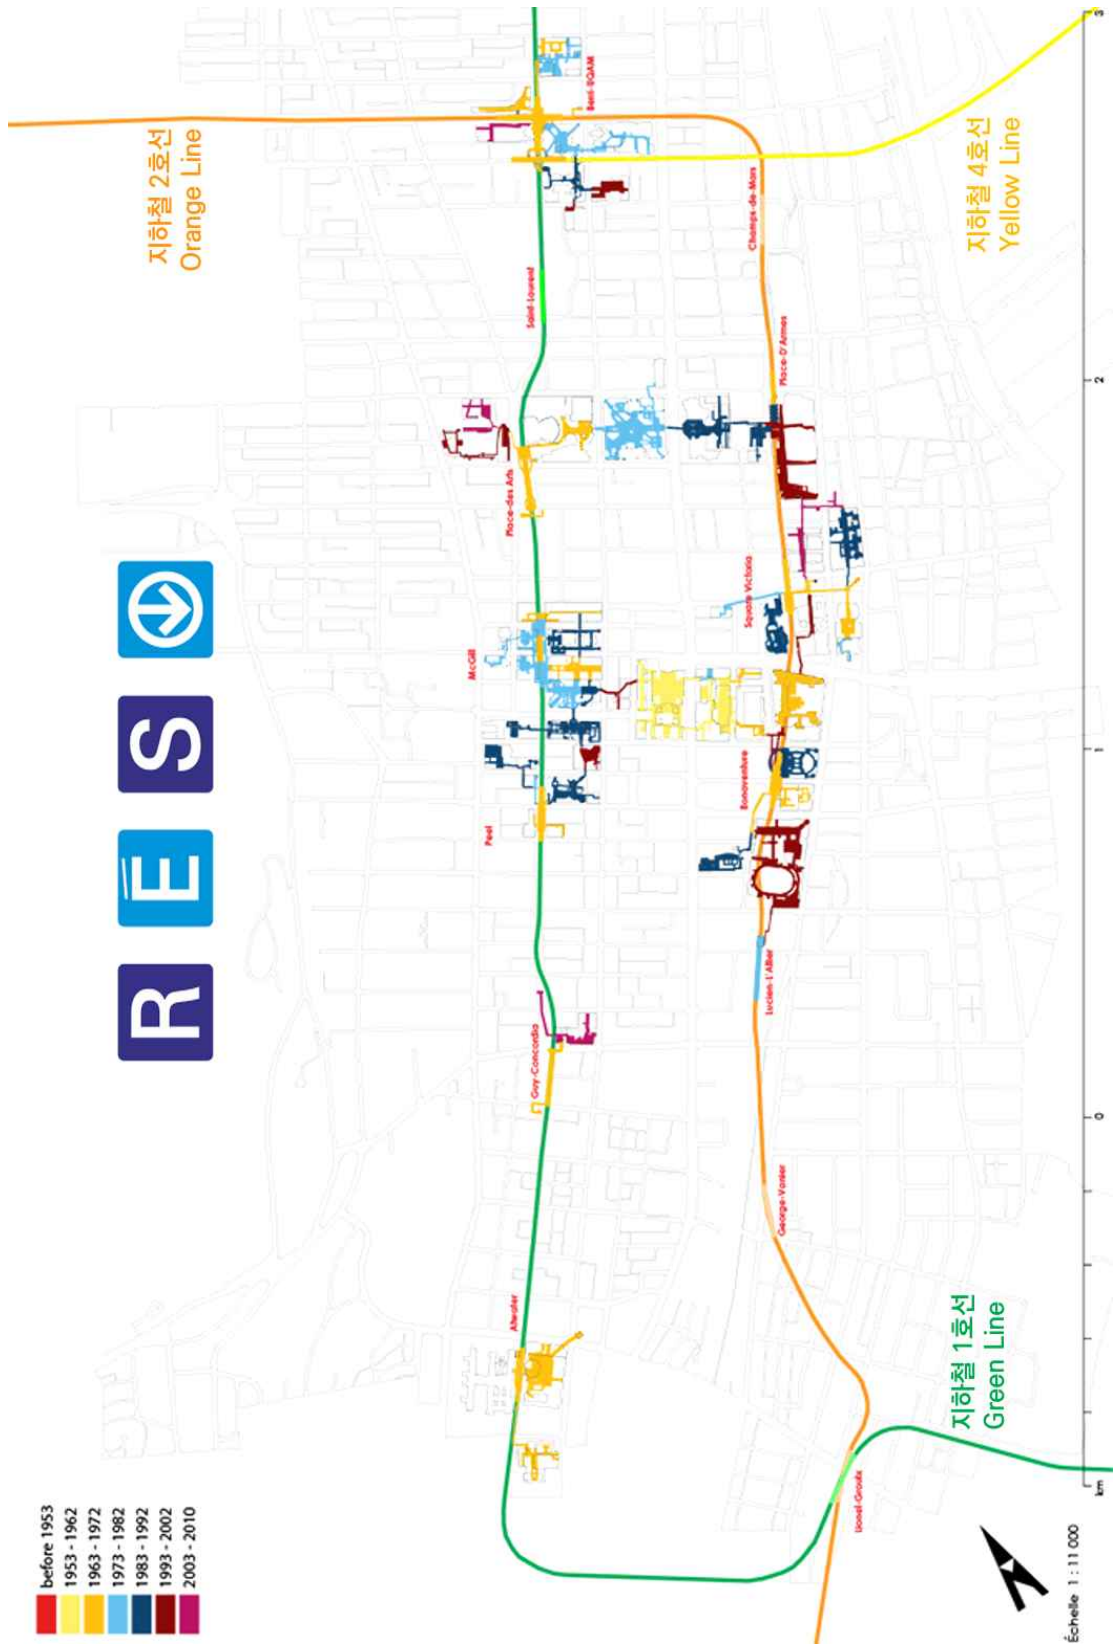 before 1953
1953 - 1962
1963 - 1972
1973 - 1982
1983 - 1992
1993 - 2002
2003 - 2010
R É S O
지하철 2호선
Orange Line
지하철 4호선
Yellow Line
지하철 1호선
Green Line
Atwater
Guy-Concordia
Peel
McGill
Place-des Arts
Saint-Laurent
Berri-UQAM
Lionel-Groulx
George-Vanier
Lucien-L'Allier
Bonaventure
Square-Victoria
Place-D'Armes
Champs-de-Mars
Échelle 1 : 11 000
km
0
1
2
3